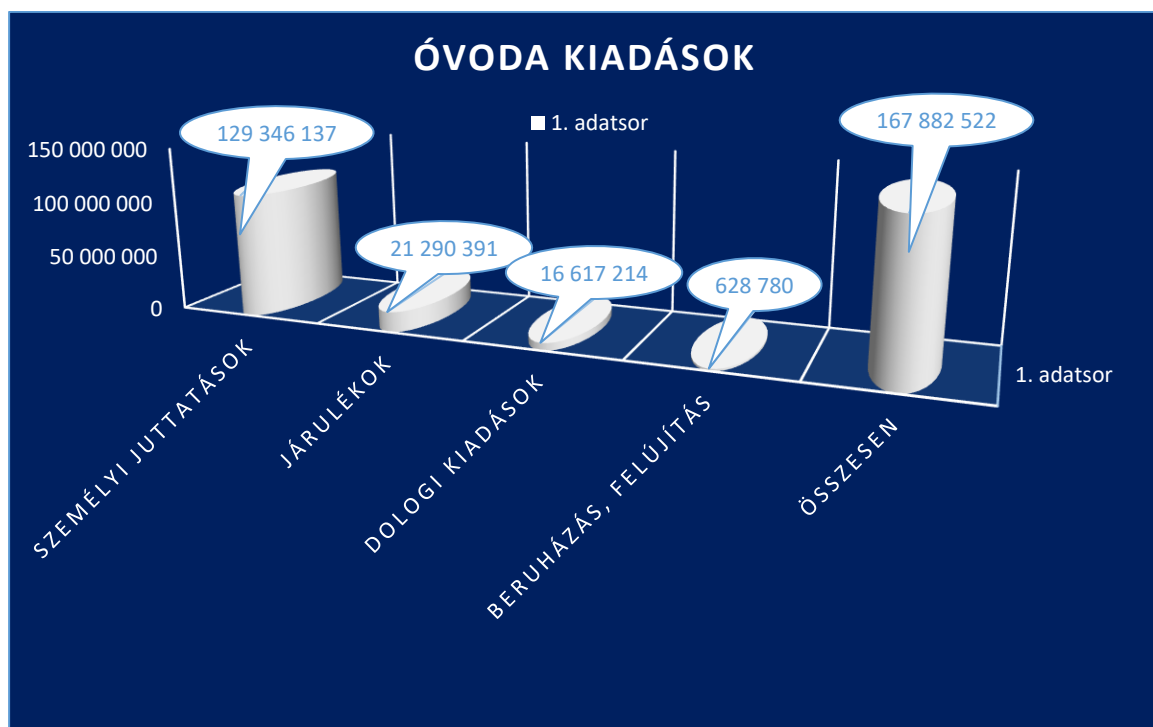 ÓVODA KIADÁSOK
1. adatsor
129 346 137
21 290 391
16 617 214
628 780
167 882 522
150 000 000
100 000 000
50 000 000
0
SZEMÉLYI JUTTATÁSOK
JÁRULÉKOK
DOLOGI KIADÁSOK
BERUHÁZÁS, FELÚJÍTÁS
ÖSSZESEN
1. adatsor